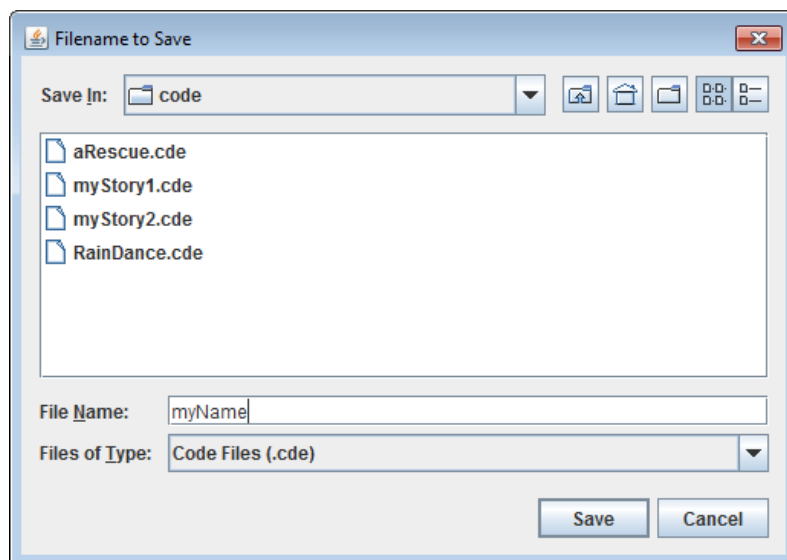 Filename to Save
Save In: code
aRescue.cde
myStory1.cde
myStory2.cde
RainDance.cde
File Name: myName
Files of Type: Code Files (.cde)
Save Cancel